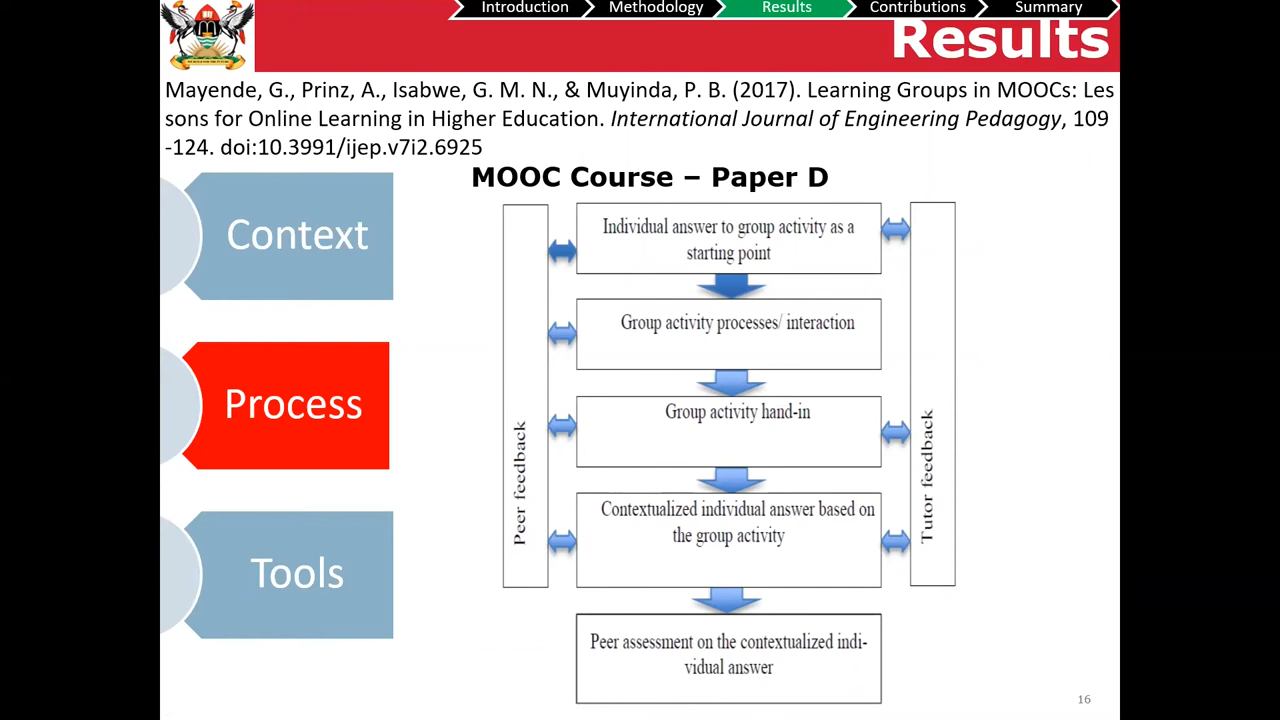 Introduction
Methodology
Results
Contributions
Summary
Results
Mayende, G., Prinz, A., Isabwe, G. M. N., & Muyinda, P. B. (2017). Learning Groups in MOOCs: Les
sons for Online Learning in Higher Education. International Journal of Engineering Pedagogy, 109
-124. doi:10.3991/ijep.v7i2.6925
MOOC Course – Paper D
Context
Process
Tools
Peer feedback
Individual answer to group activity as a
starting point
Group activity processes/ interaction
Group activity hand-in
Contextualized individual answer based on
the group activity
Peer assessment on the contextualized indi-
vidual answer
Tutor feedback
16